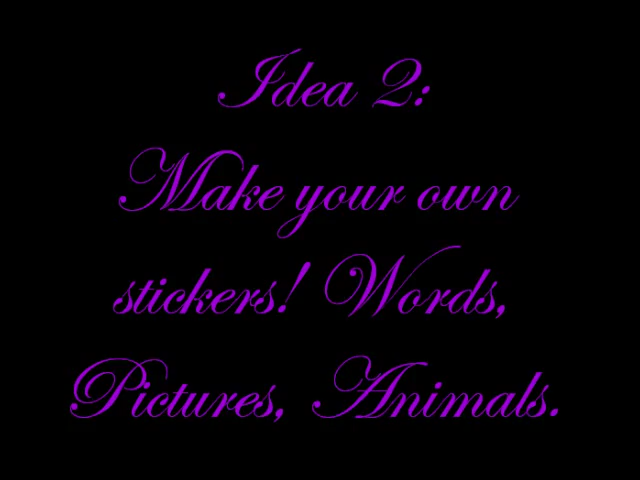 Idea 2:
Make your own
stickers! Words,
Pictures, Animals.